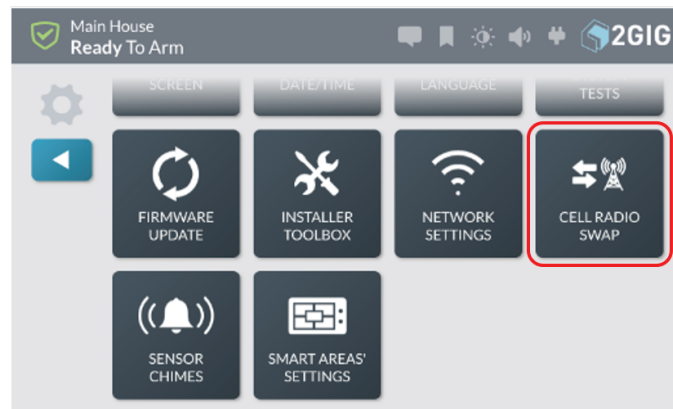 Main House
Ready To Arm
2GIG
SCREEN
DATE/TIME
LANGUAGE
TESTS
FIRMWARE
UPDATE
INSTALLER
TOOLBOX
NETWORK
SETTINGS
CELL RADIO
SWAP
SENSOR
CHIMES
SMART AREAS'
SETTINGS